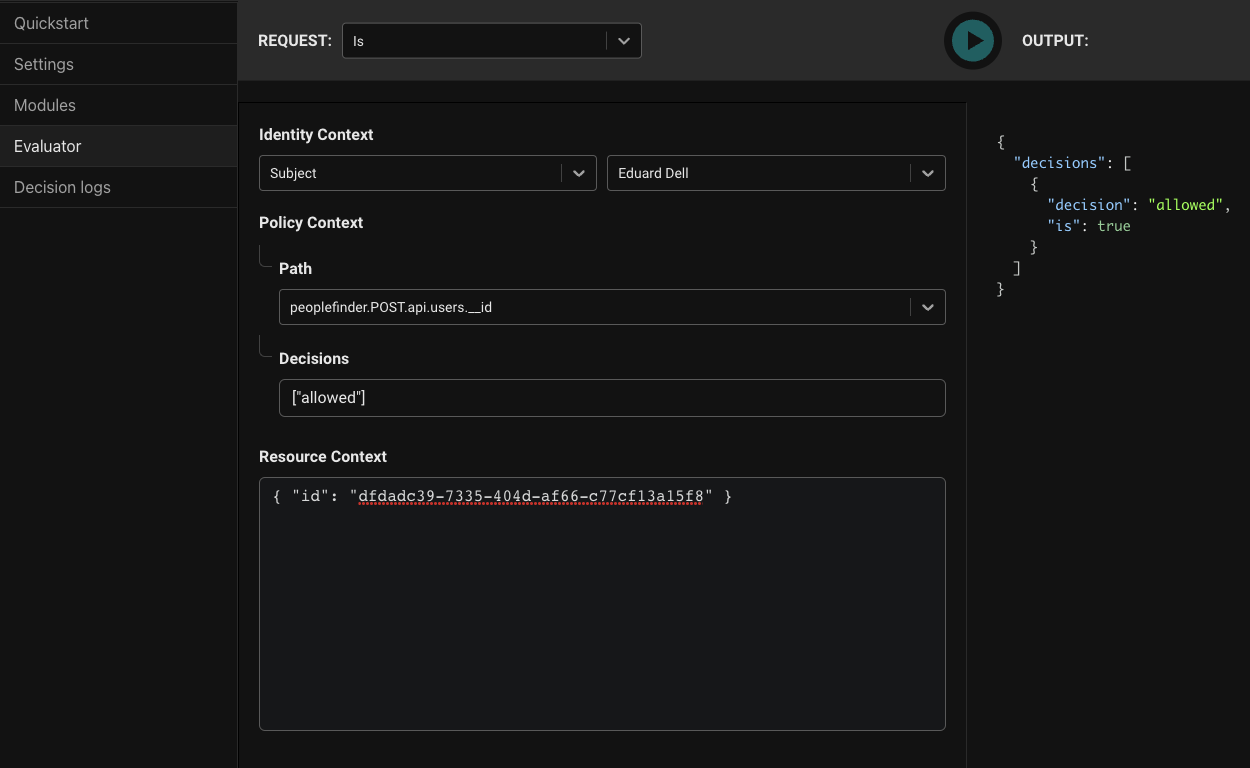 Quickstart
Settings
Modules
Evaluator
Decision logs
REQUEST:
Is
OUTPUT:
Identity Context
Subject
Eduard Dell
Policy Context
Path
peoplefinder.POST.api.users.__id
Decisions
["allowed"]
Resource Context
{ "id": "dfdadc39-7335-404d-af66-c77cf13a15f8" }
{
"decisions": [
{
"decision": "allowed",
"is": true
}
]
}